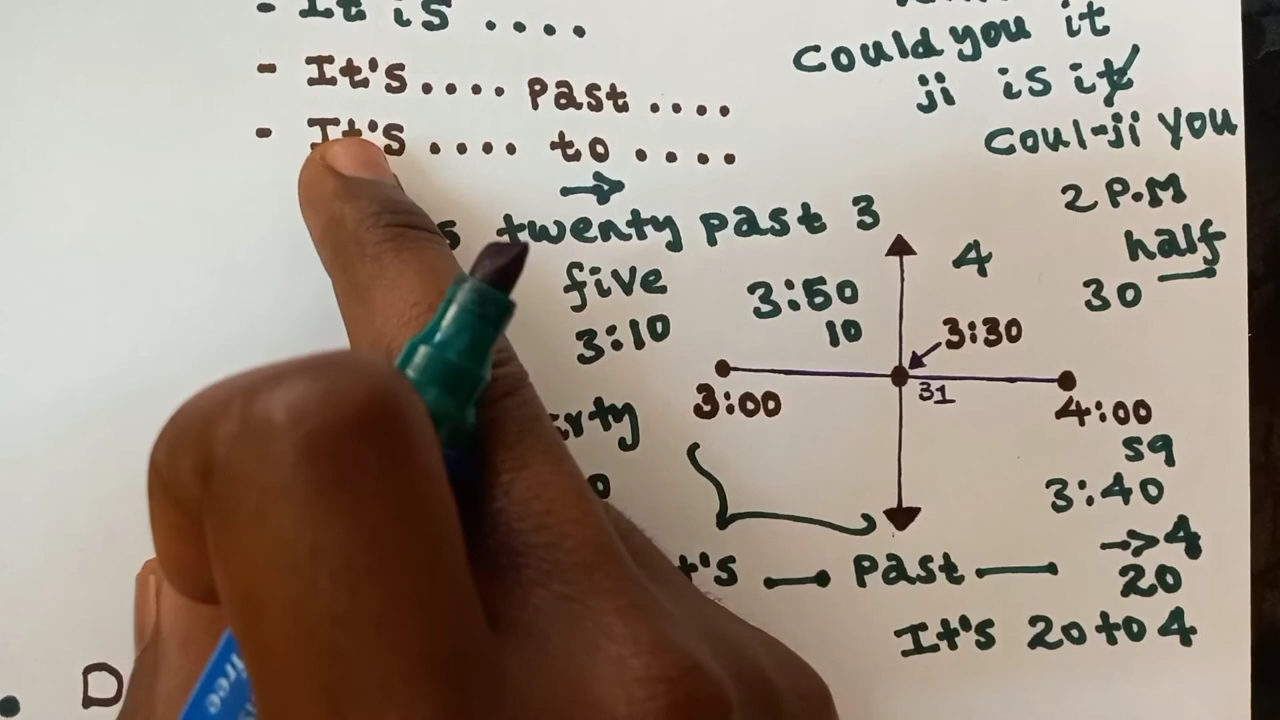 - It is ....
- It's .... past ....
- It's .... to ....
could you it
ji is it
coul-ji you
twenty past 3
five
3:10
3:50
10
4
3:30
31
3:00
4:00
2 P.M
half
30
59
3:40
4
20
past
It's 20 to 4